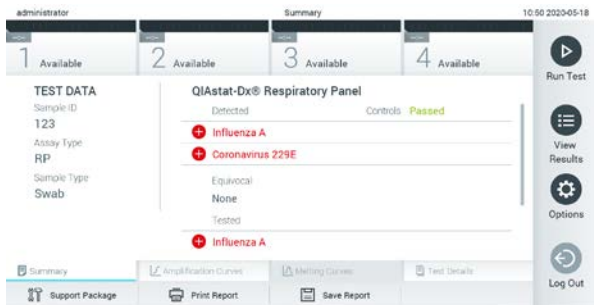 administrator Summary 10:50 2020-05-18
1 Available 2 Available 3 Available 4 Available
Run Test
TEST DATA
Sample ID
123
Assay Type
RP
Sample Type
Swab
QIAstat-Dx® Respiratory Panel
Detected Controls Passed
Influenza A
Coronavirus 229E
Equivocal
None
Tested
Influenza A
View
Results
Options
Log Out
Summary Amplification Curves Melting Curves Test Details
Support Package Print Report Save Report